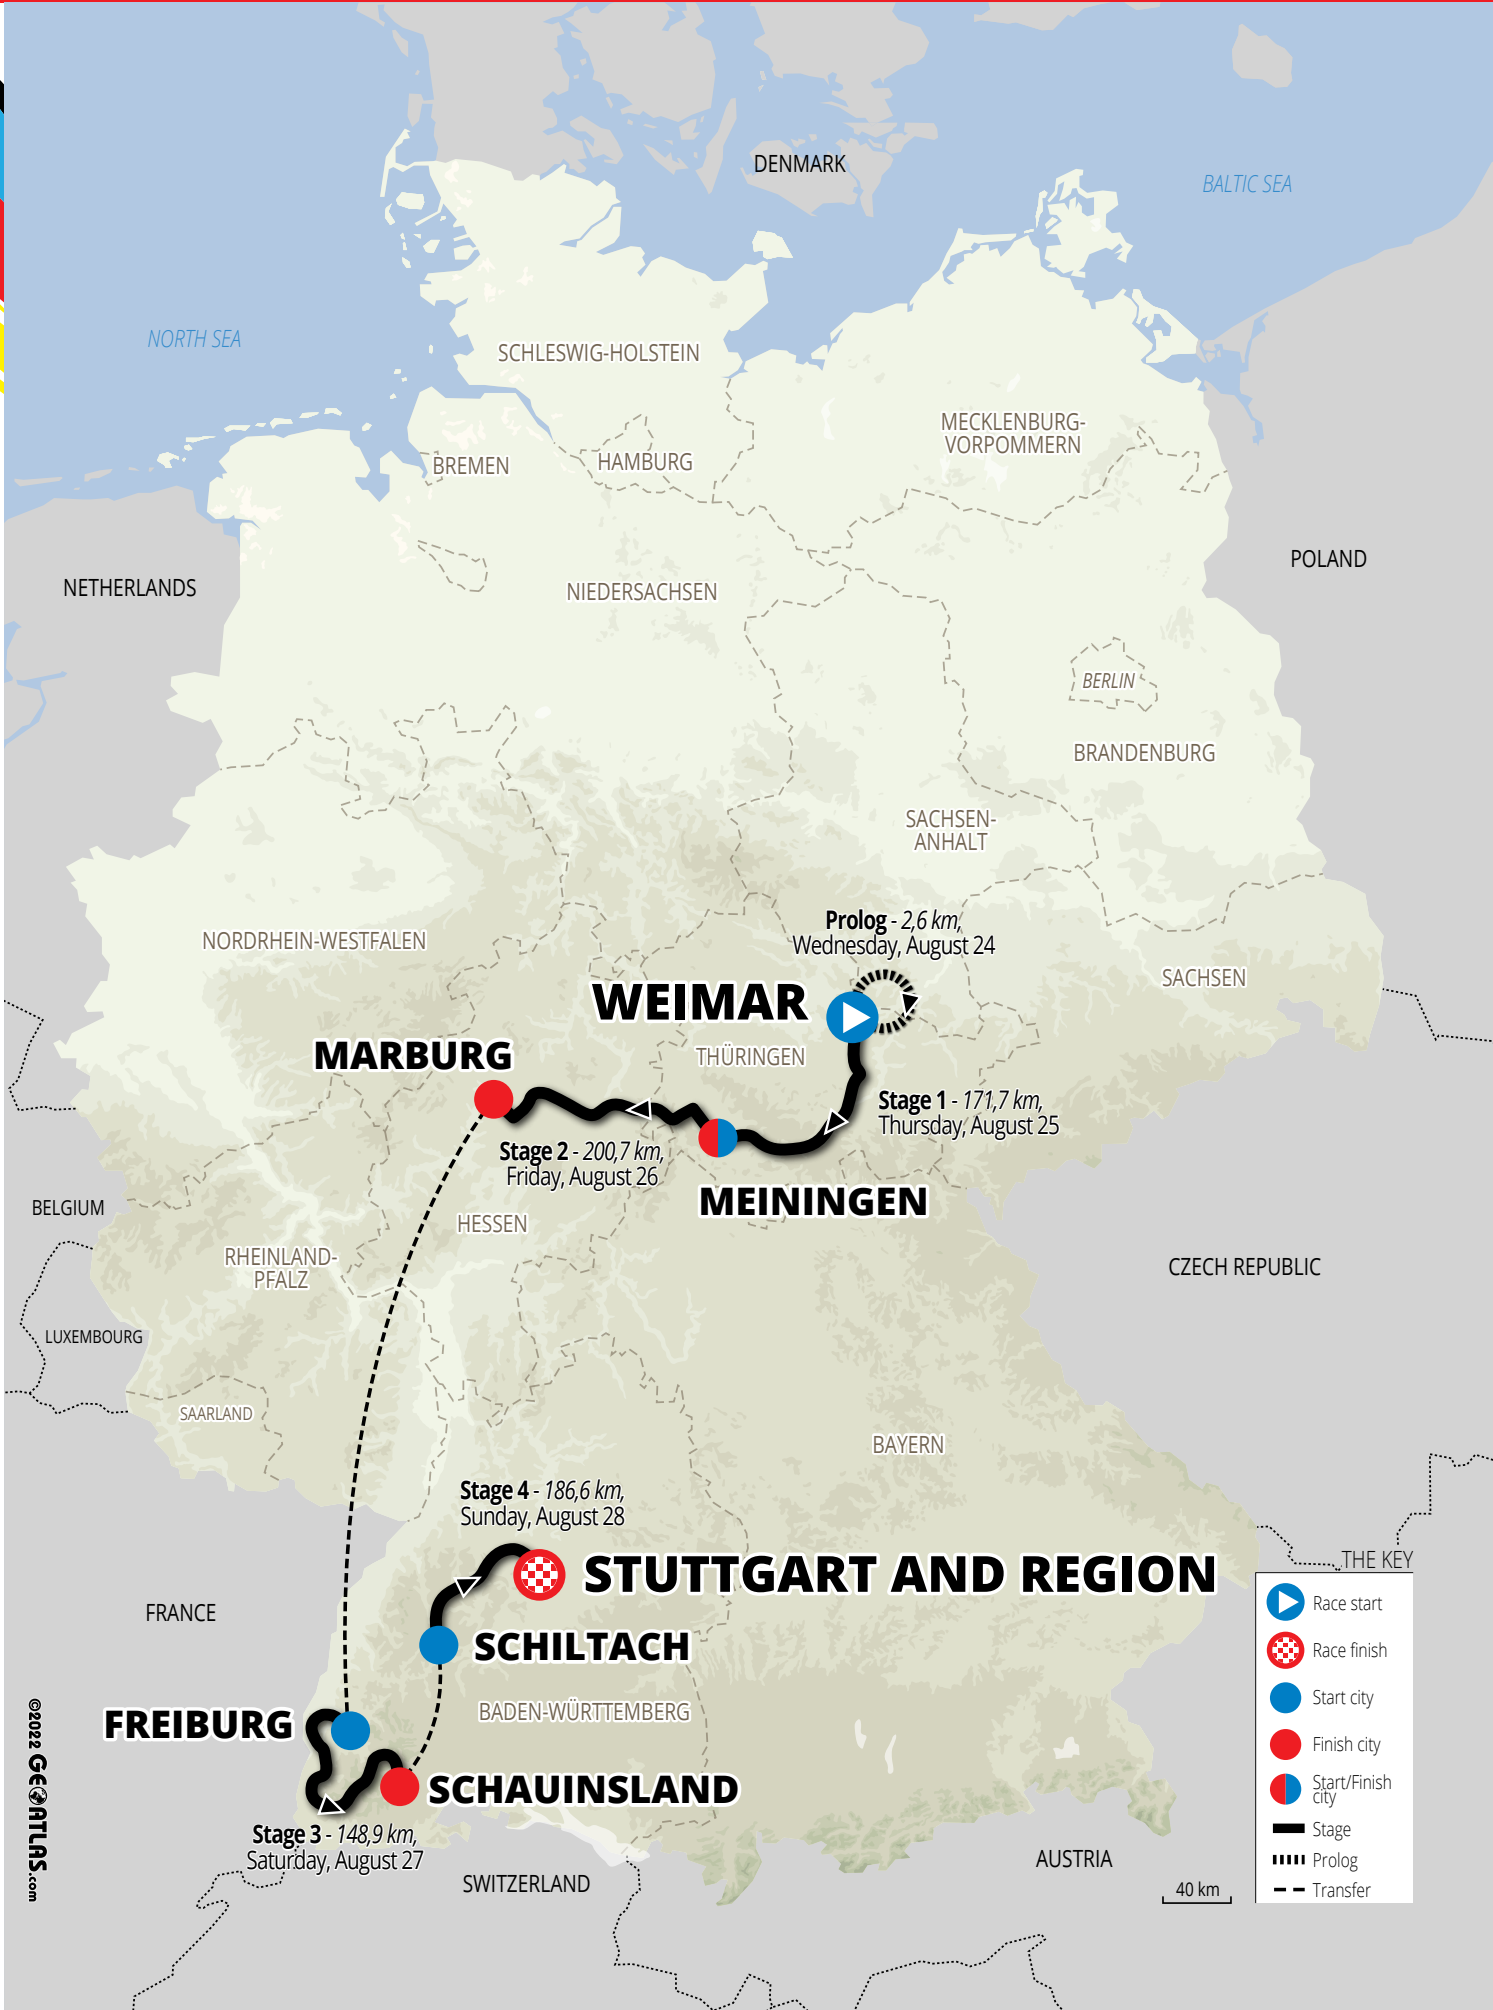 DENMARK
BALTIC SEA
NORTH SEA
SCHLESWIG-HOLSTEIN
MECKLENBURG-
VORPOMMERN
BREMEN
HAMBURG
POLAND
NETHERLANDS
NIEDERSACHSEN
BERLIN
BRANDENBURG
SACHSEN-
ANHALT
Prolog - 2,6 km,
Wednesday, August 24
NORDRHEIN-WESTFALEN
SACHSEN
WEIMAR
MARBURG
THÜRINGEN
Stage 1 - 171,7 km,
Thursday, August 25
Stage 2 - 200,7 km,
Friday, August 26
MEININGEN
BELGIUM
HESSEN
RHEINLAND-
PFALZ
CZECH REPUBLIC
LUXEMBOURG
SAARLAND
BAYERN
Stage 4 - 186,6 km,
Sunday, August 28
STUTTGART AND REGION
FRANCE
SCHILTACH
BADEN-WÜRTTEMBERG
FREIBURG
SCHAUINSLAND
Stage 3 - 148,9 km,
Saturday, August 27
SWITZERLAND
AUSTRIA
40 km
THE KEY
Race start
Race finish
Start city
Finish city
Start/Finish
city
Stage
Prolog
Transfer
©2022 GEOATLAS.com